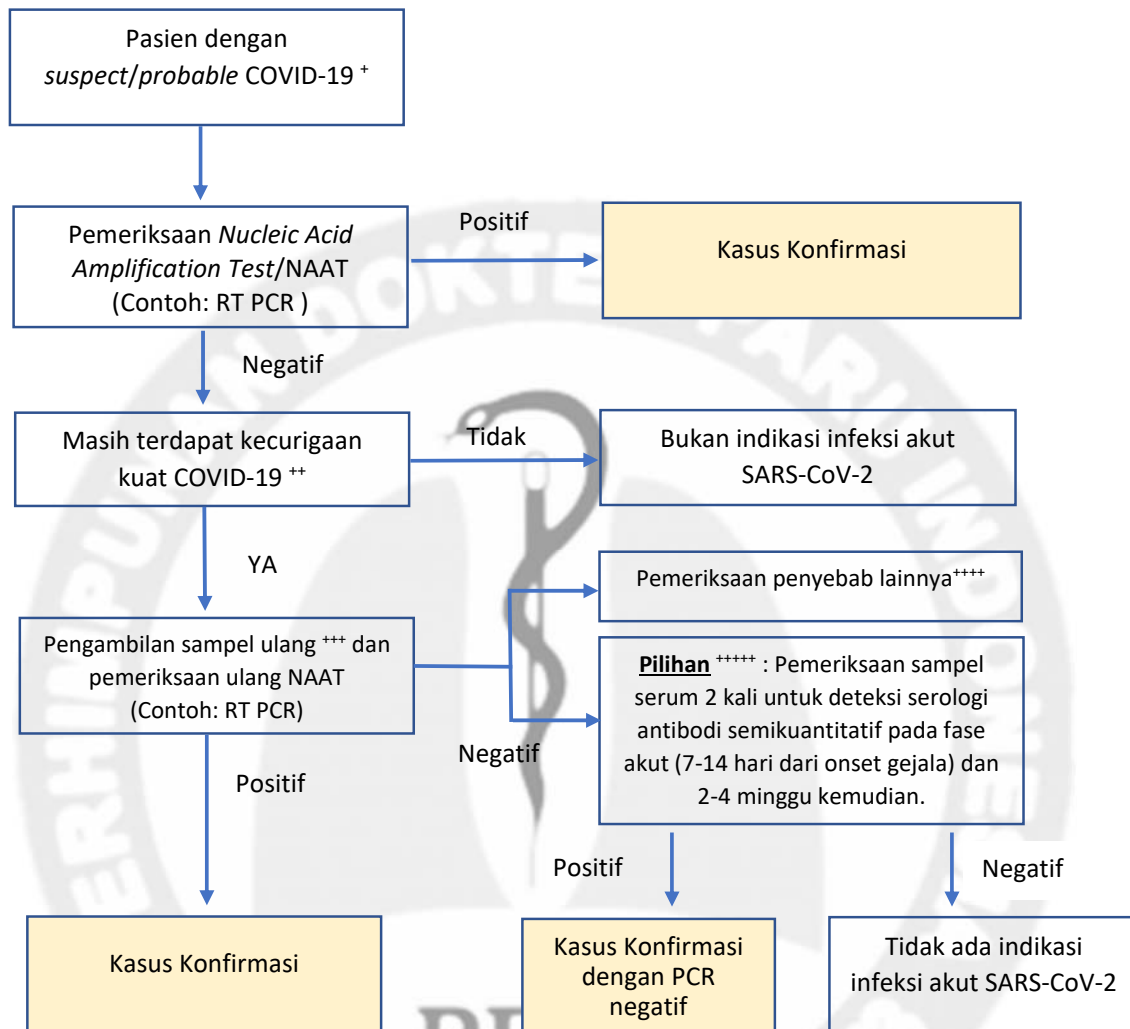 Pasien dengan
suspect/probable COVID-19 +
Pemeriksaan Nucleic Acid
Amplification Test/NAAT
(Contoh: RT PCR )
Positif
Kasus Konfirmasi
Negatif
Masih terdapat kecurigaan
kuat COVID-19 ++
Tidak
Bukan indikasi infeksi akut
SARS-CoV-2
YA
Pemeriksaan penyebab lainnya++++
Pengambilan sampel ulang +++ dan
pemeriksaan ulang NAAT
(Contoh: RT PCR)
Negatif
Pilihan +++++ : Pemeriksaan sampel
serum 2 kali untuk deteksi serologi
antibodi semikuantitatif pada fase
akut (7-14 hari dari onset gejala) dan
2-4 minggu kemudian.
Positif
Positif
Negatif
Kasus Konfirmasi
Kasus Konfirmasi
dengan PCR
negatif
Tidak ada indikasi
infeksi akut SARS-CoV-2